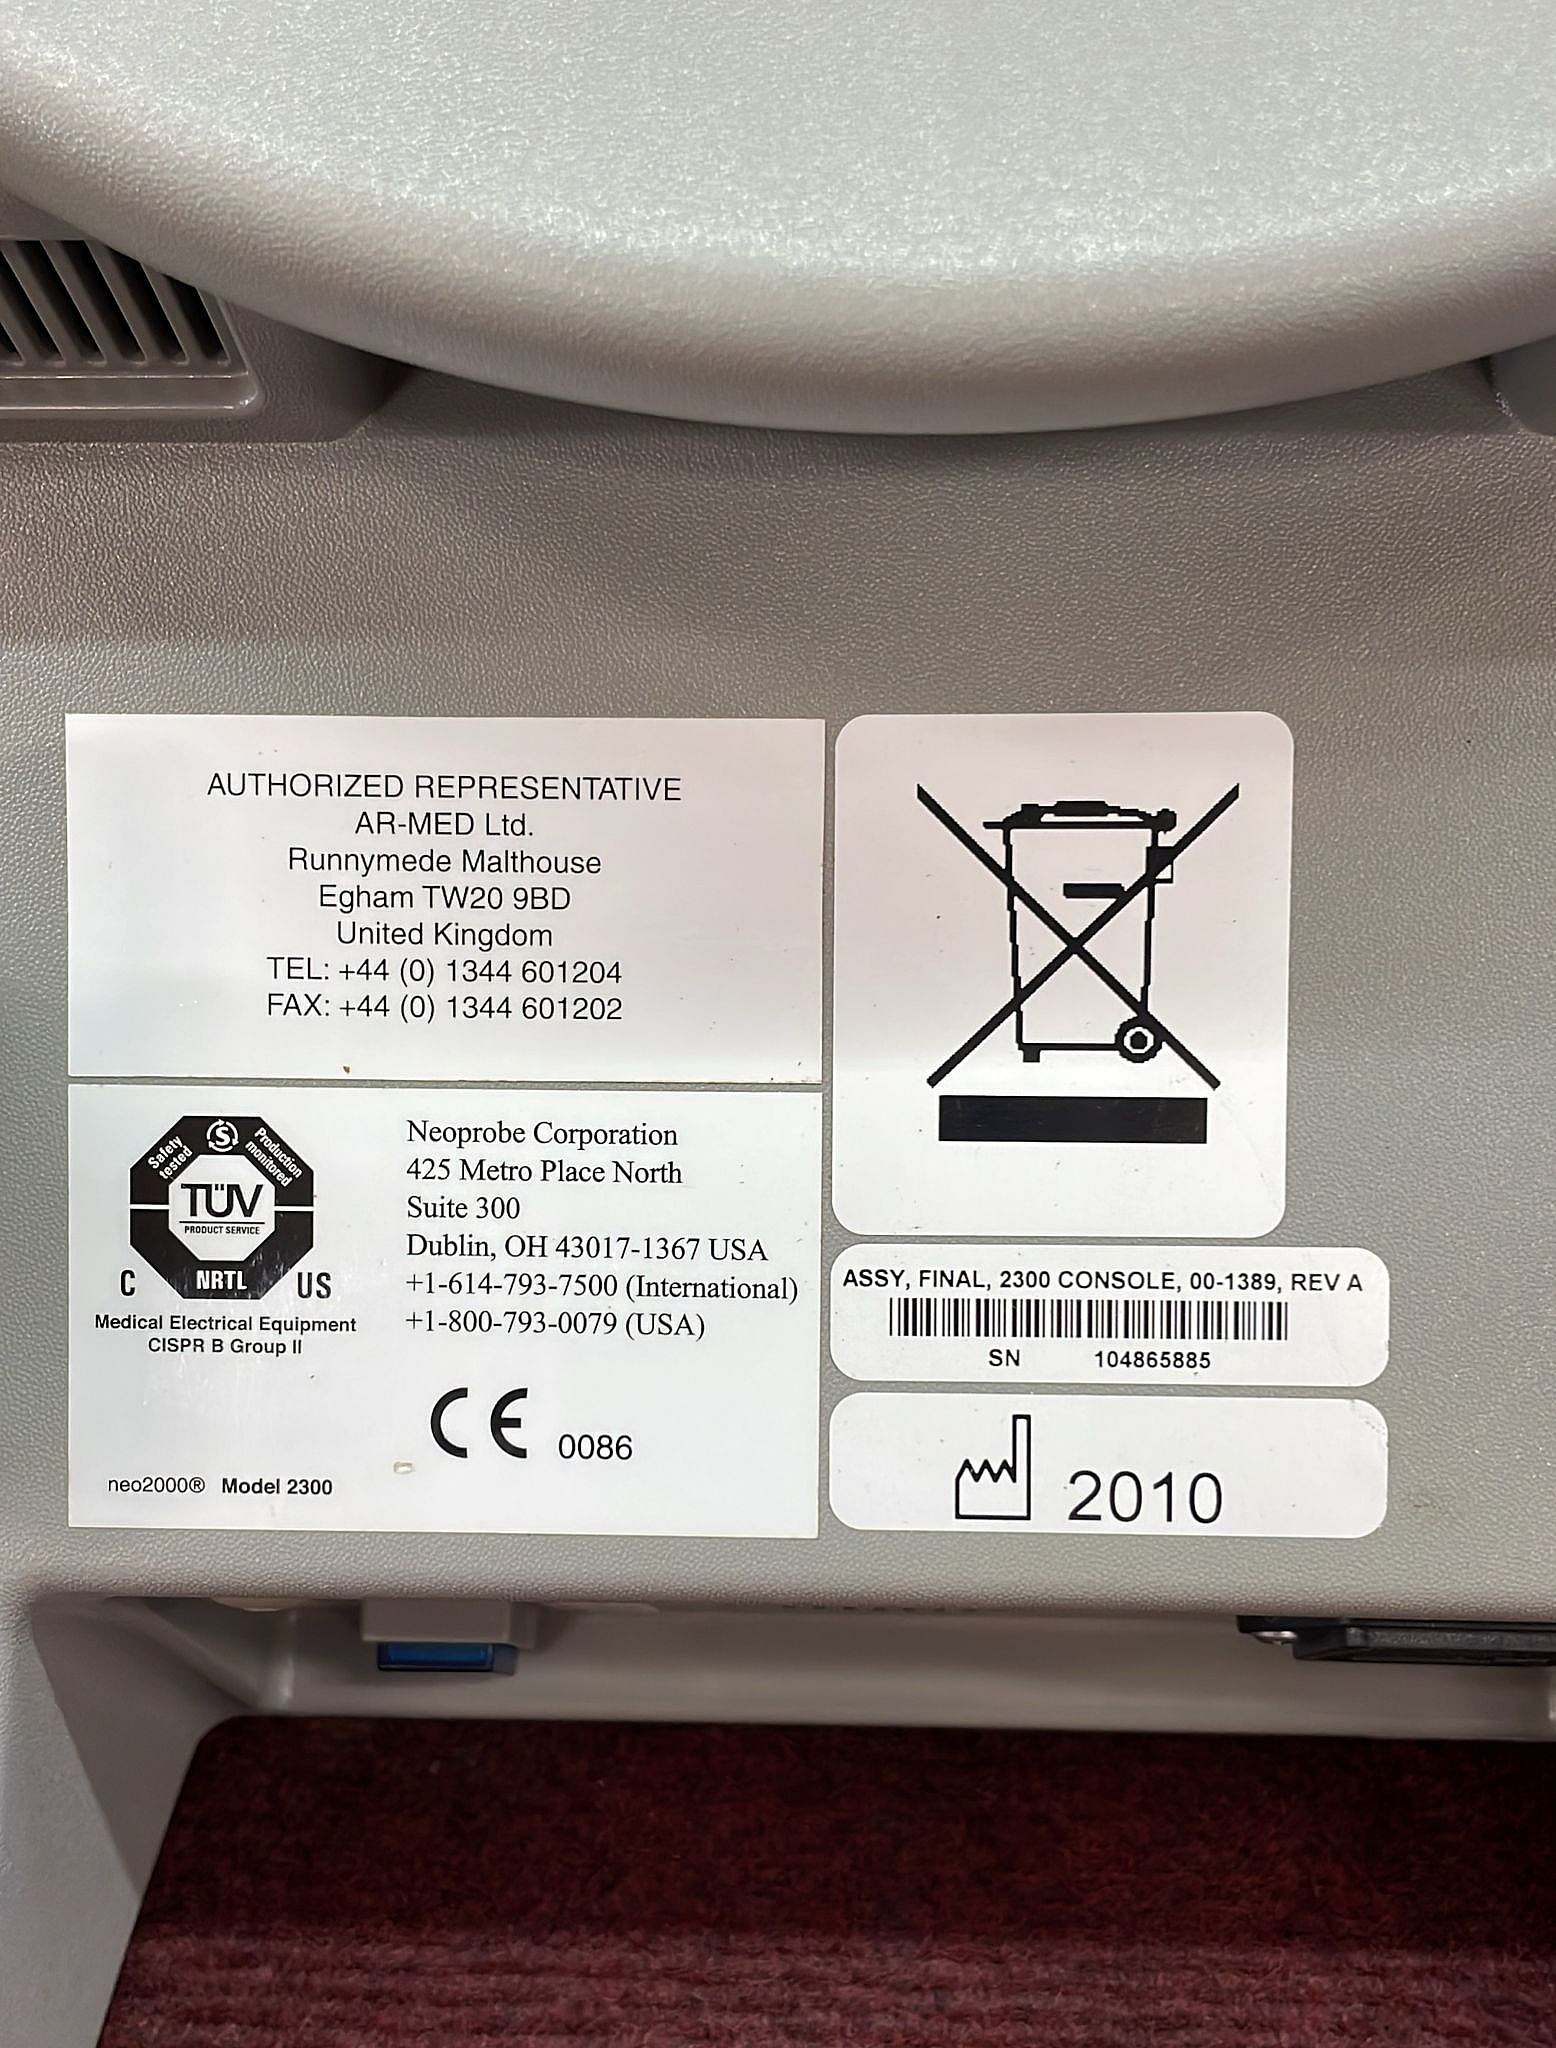 AUTHORIZED REPRESENTATIVE
AR-MED Ltd.
Runnymede Malthouse
Egham TW20 9BD
United Kingdom
TEL: +44 (0) 1344 601204
FAX: +44 (0) 1344 601202
Safety tested
S
Production monitored
TÜV
PRODUCT SERVICE
NRTL
C US
Medical Electrical Equipment
CISPR B Group II
Neoprobe Corporation
425 Metro Place North
Suite 300
Dublin, OH 43017-1367 USA
+1-614-793-7500 (International)
+1-800-793-0079 (USA)
CE 0086
neo2000® Model 2300
ASSY, FINAL, 2300 CONSOLE, 00-1389, REV A
SN 104865885
2010